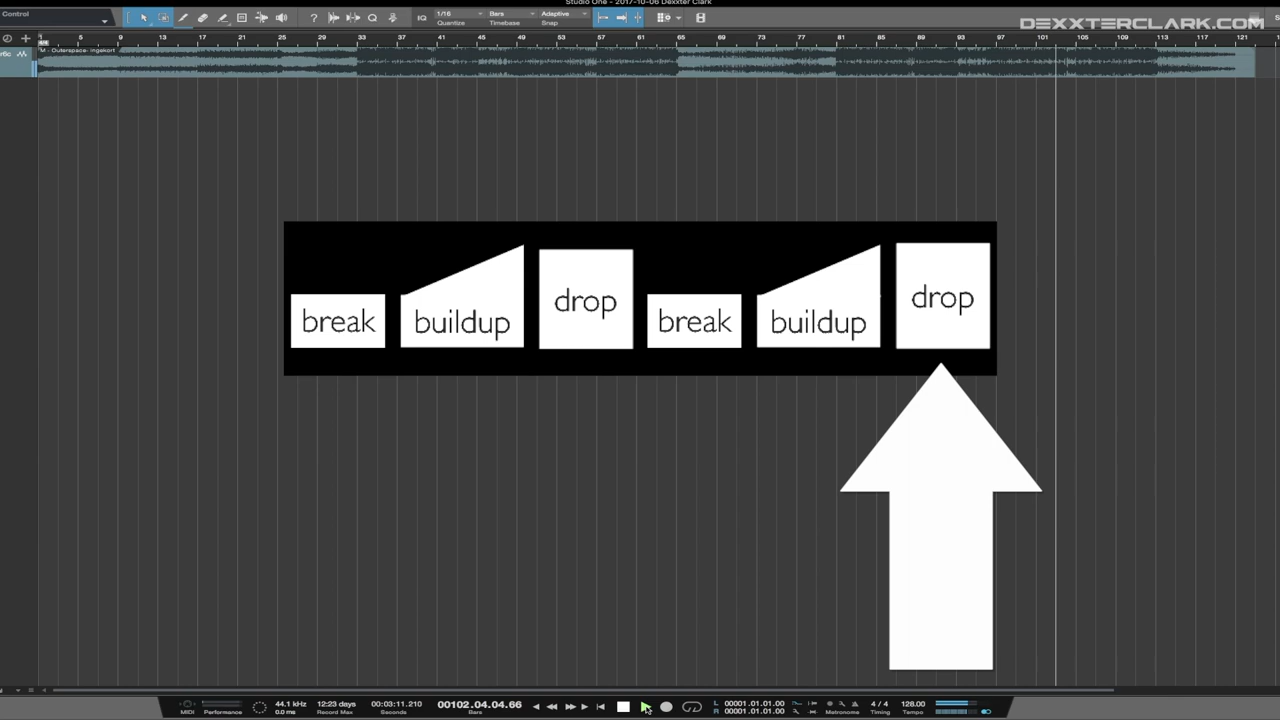 Studio One - 2017-10-06 Dexxter Clark
Control
? IQ 1/16 Bars Adaptive
Quantize Timebase Snap
DEXXTERCLARK.COM
1 5 9 13 17 21 25 29 33 37 41 45 49 53 57 61 65 69 73 77 81 85 89 93 97 101 105 109 113 117 121
M - Outerspace- Ingekort
break buildup drop break buildup drop
MIDI Performance 44.1 kHz 12:23 days 00:03:11.210 00102.04.04.66 L 00001.01.01.00 4 / 4 128.00
0.0 ms Record Max Seconds Bars R 00001.01.01.00 Metronome Timing Tempo